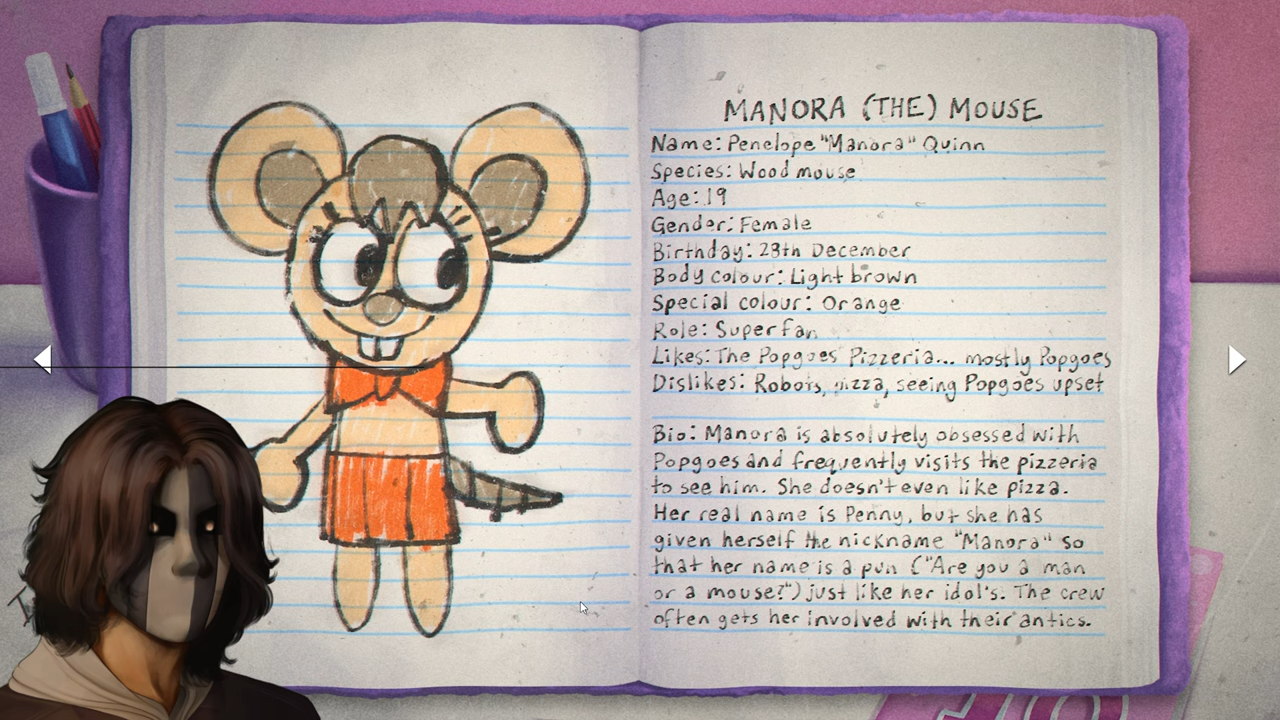 MANORA (THE) MOUSE
Name: Penelope "Manora" Quinn
Species: Wood mouse
Age: 19
Gender: Female
Birthday: 28th December
Body colour: Light brown
Special colour: Orange
Role: Superfan
Likes: The Popgoes Pizzeria... mostly Popgoes
Dislikes: Robots, pizza, seeing Popgoes upset
Bio: Manora is absolutely obsessed with
Popgoes and frequently visits the pizzeria
to see him. She doesn't even like pizza.
Her real name is Penny, but she has
given herself the nickname "Manora" so
that her name is a pun ("Are you a man
or a mouse?") just like her idol's. The crew
often gets her involved with their antics.